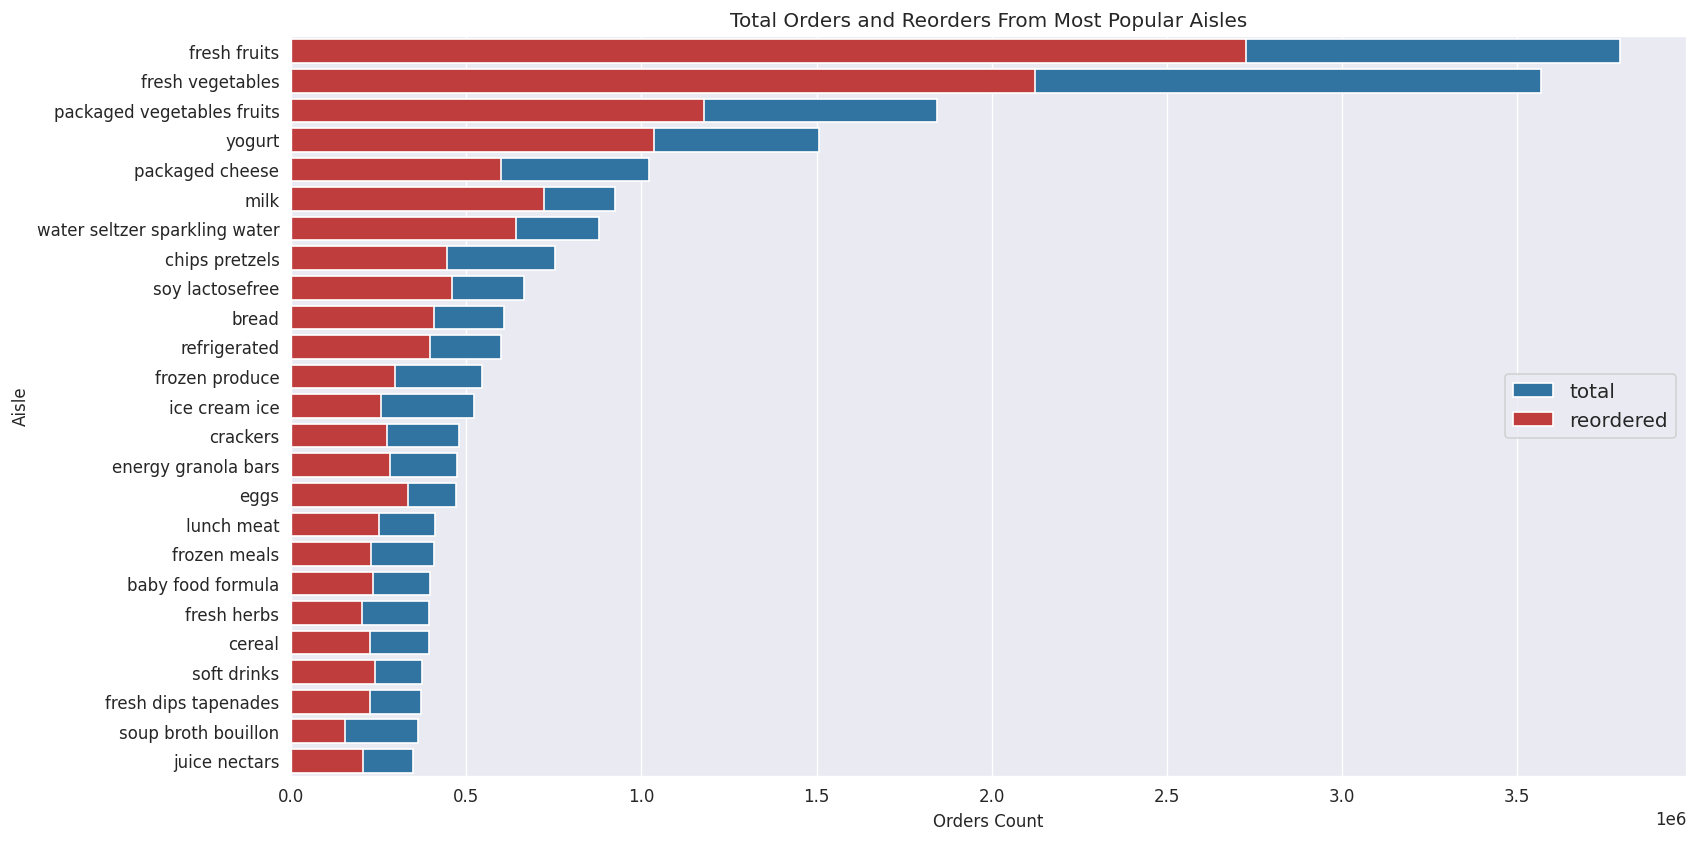 Total Orders and Reorders From Most Popular Aisles
Aisle
fresh fruits
fresh vegetables
packaged vegetables fruits
yogurt
packaged cheese
milk
water seltzer sparkling water
chips pretzels
soy lactosefree
bread
refrigerated
frozen produce
ice cream ice
crackers
energy granola bars
eggs
lunch meat
frozen meals
baby food formula
fresh herbs
cereal
soft drinks
fresh dips tapenades
soup broth bouillon
juice nectars
total
reordered
0.0 0.5 1.0 1.5 2.0 2.5 3.0 3.5
1e6
Orders Count